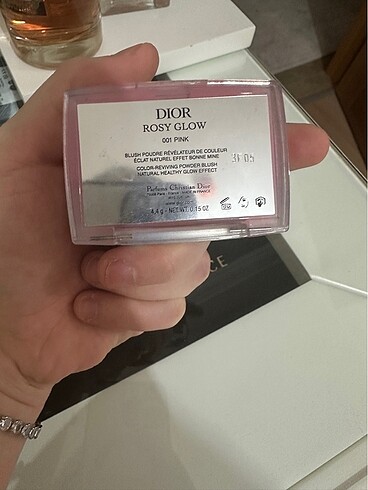 DIOR
ROSY GLOW
001 PINK
BLUSH POUDRE RÉVÉLATEUR DE COULEUR
ÉCLAT NATUREL EFFET BONNE MINE
COLOR-REVIVING POWDER BLUSH
NATURAL HEALTHY GLOW EFFECT
Parfums Christian Dior
4,4 g - NET WT. 0.15 OZ
CE